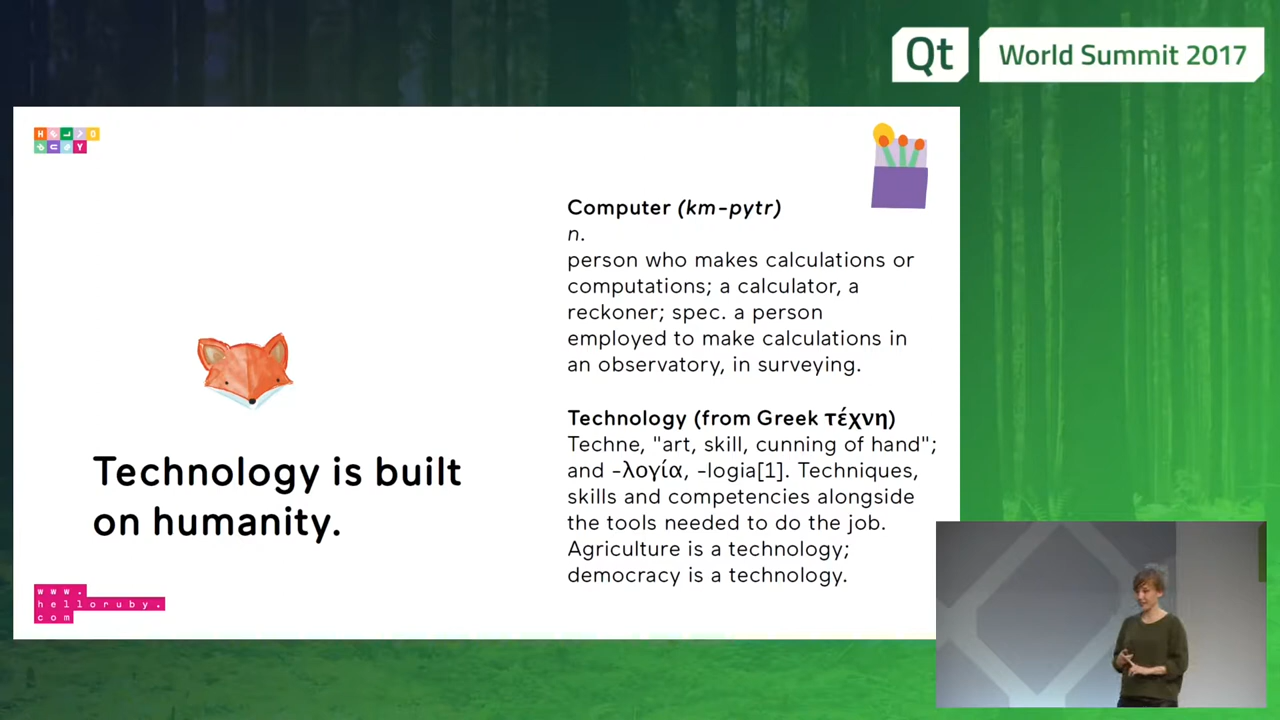 Qt World Summit 2017
HELLO
RUBY
Computer (km-pytr)
n.
person who makes calculations or
computations; a calculator, a
reckoner; spec. a person
employed to make calculations in
an observatory, in surveying.
Technology (from Greek τέχνη)
Techne, "art, skill, cunning of hand";
and -λογία, -logia[1]. Techniques,
skills and competencies alongside
the tools needed to do the job.
Agriculture is a technology;
democracy is a technology.
Technology is built
on humanity.
www.
helloruby.
com